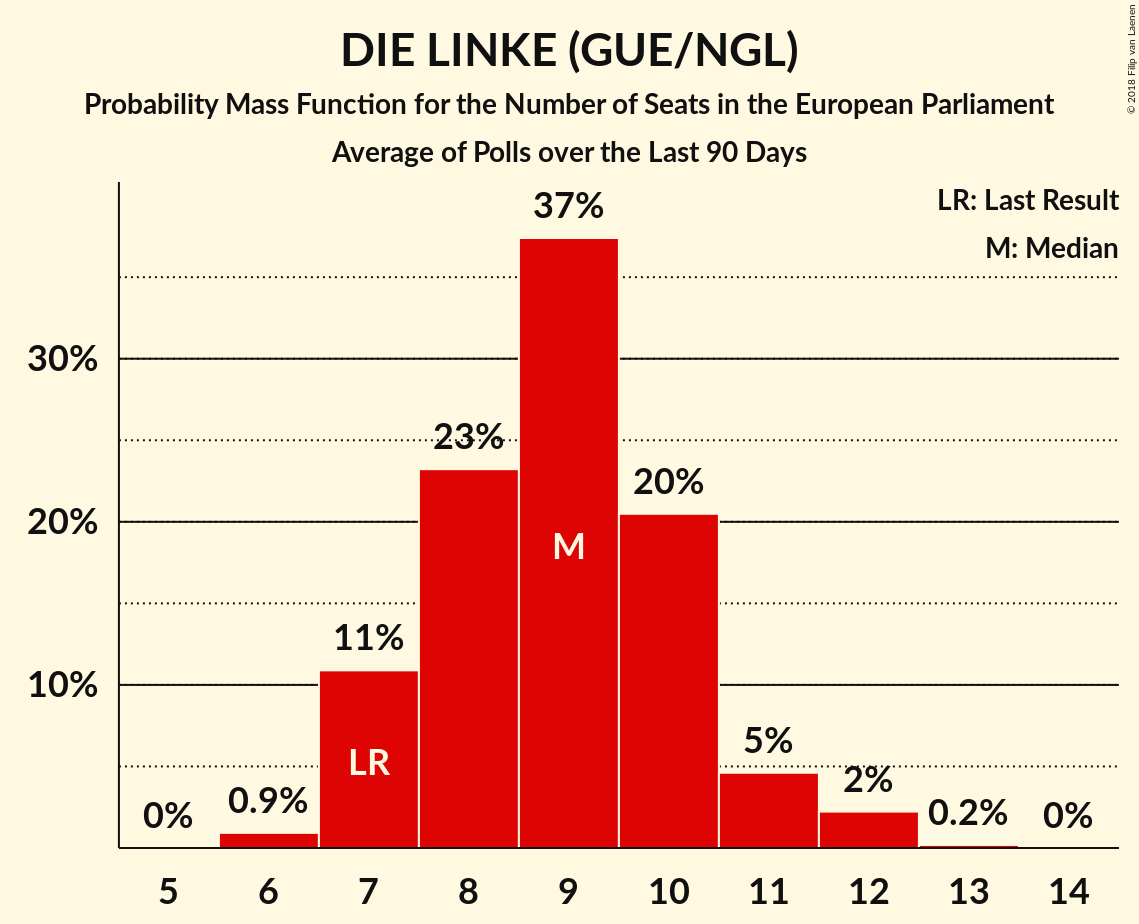 DIE LINKE (GUE/NGL)
Probability Mass Function for the Number of Seats in the European Parliament
Average of Polls over the Last 90 Days
© 2018 Filip van Laenen
LR: Last Result
M: Median
37%
30%
23%
20%
20%
M
11%
10%
LR
5%
2%
0.9%
0.2%
0%
0%
5 6 7 8 9 10 11 12 13 14